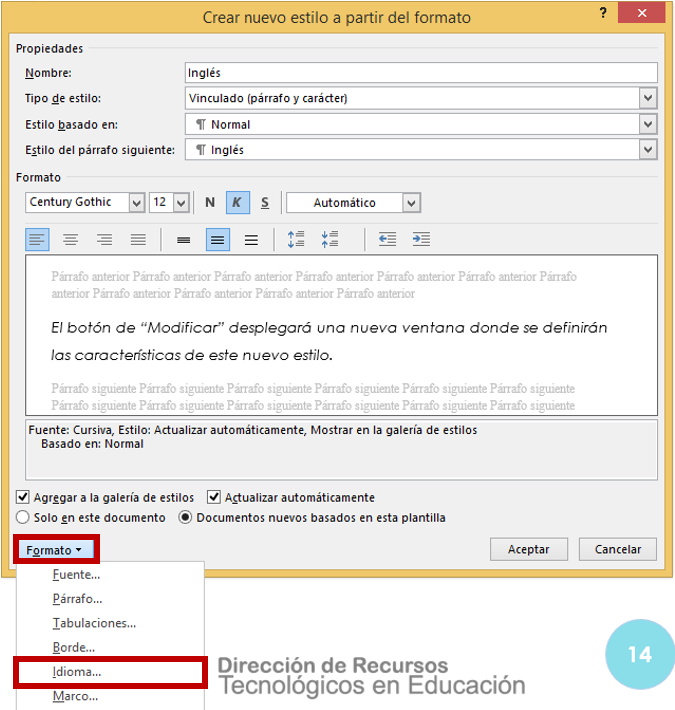 Crear nuevo estilo a partir del formato
?
Propiedades
Nombre:
Inglés
Tipo de estilo:
Vinculado (párrafo y carácter)
Estilo basado en:
¶ Normal
Estilo del párrafo siguiente:
¶ Inglés
Formato
Century Gothic
12
N
K
S
Automático
Párrafo anterior Párrafo anterior Párrafo anterior Párrafo anterior Párrafo anterior Párrafo anterior Párrafo
anterior Párrafo anterior Párrafo anterior Párrafo anterior Párrafo anterior
El botón de “Modificar” desplegará una nueva ventana donde se definirán
las características de este nuevo estilo.
Párrafo siguiente Párrafo siguiente Párrafo siguiente Párrafo siguiente Párrafo siguiente Párrafo siguiente
Párrafo siguiente Párrafo siguiente Párrafo siguiente Párrafo siguiente Párrafo siguiente Párrafo siguiente
Fuente: Cursiva, Estilo: Actualizar automáticamente, Mostrar en la galería de estilos
Basado en: Normal
Agregar a la galería de estilos
Actualizar automáticamente
Solo en este documento
Documentos nuevos basados en esta plantilla
Formato
Aceptar
Cancelar
Fuente...
Párrafo...
Tabulaciones...
Borde...
Idioma...
Marco...
Dirección de Recursos
Tecnológicos en Educación
14